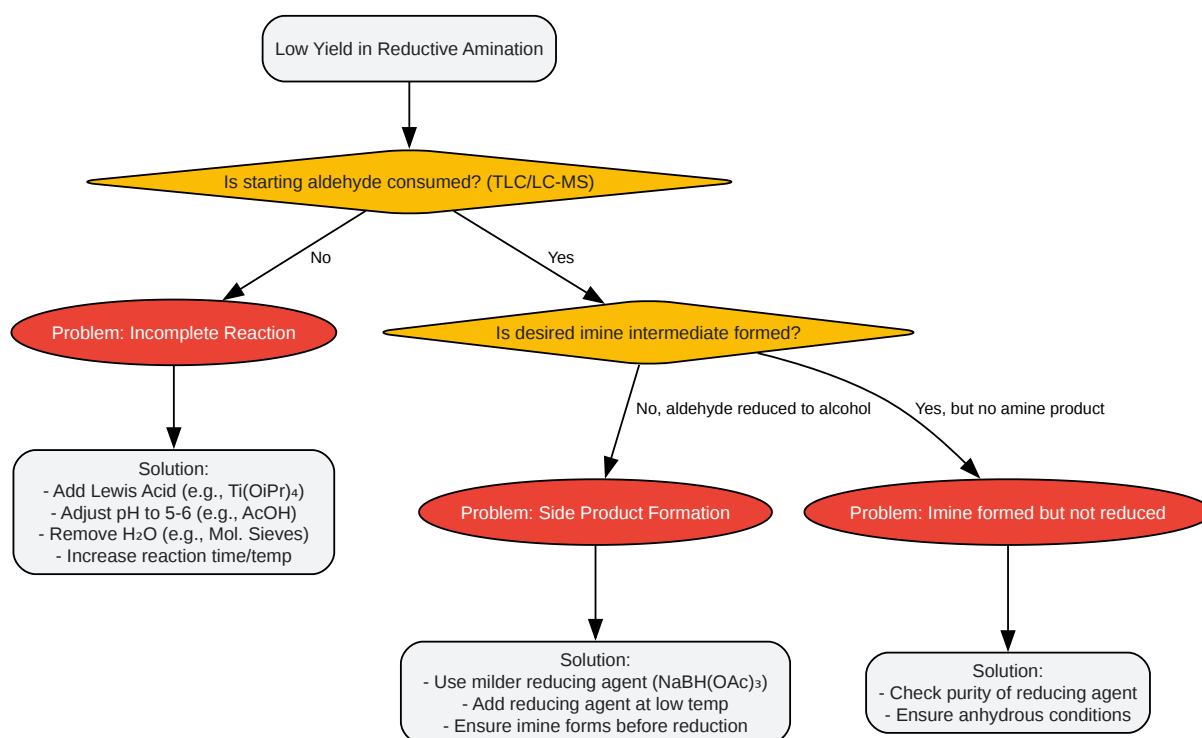 Low Yield in Reductive Amination
Is starting aldehyde consumed? (TLC/LC-MS)
No
Yes
Problem: Incomplete Reaction
Is desired imine intermediate formed?
No, aldehyde reduced to alcohol
Yes, but no amine product
Solution:
- Add Lewis Acid (e.g., Ti(OiPr)₄)
- Adjust pH to 5-6 (e.g., AcOH)
- Remove H₂O (e.g., Mol. Sieves)
- Increase reaction time/temp
Problem: Side Product Formation
Problem: Imine formed but not reduced
Solution:
- Use milder reducing agent (NaBH(OAc)₃)
- Add reducing agent at low temp
- Ensure imine forms before reduction
Solution:
- Check purity of reducing agent
- Ensure anhydrous conditions